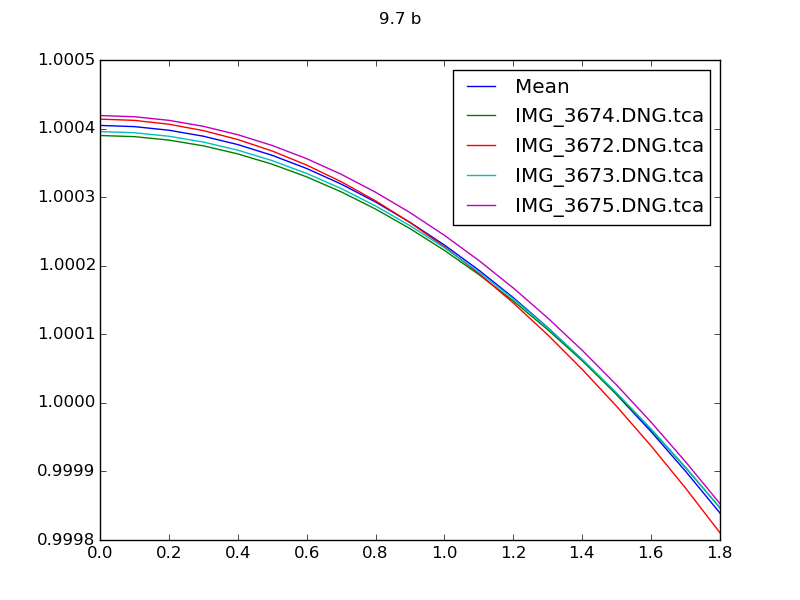 9.7 b
1.0005
1.0004
1.0003
1.0002
1.0001
1.0000
0.9999
0.9998
Mean
IMG_3674.DNG.tca
IMG_3672.DNG.tca
IMG_3673.DNG.tca
IMG_3675.DNG.tca
0.0 0.2 0.4 0.6 0.8 1.0 1.2 1.4 1.6 1.8